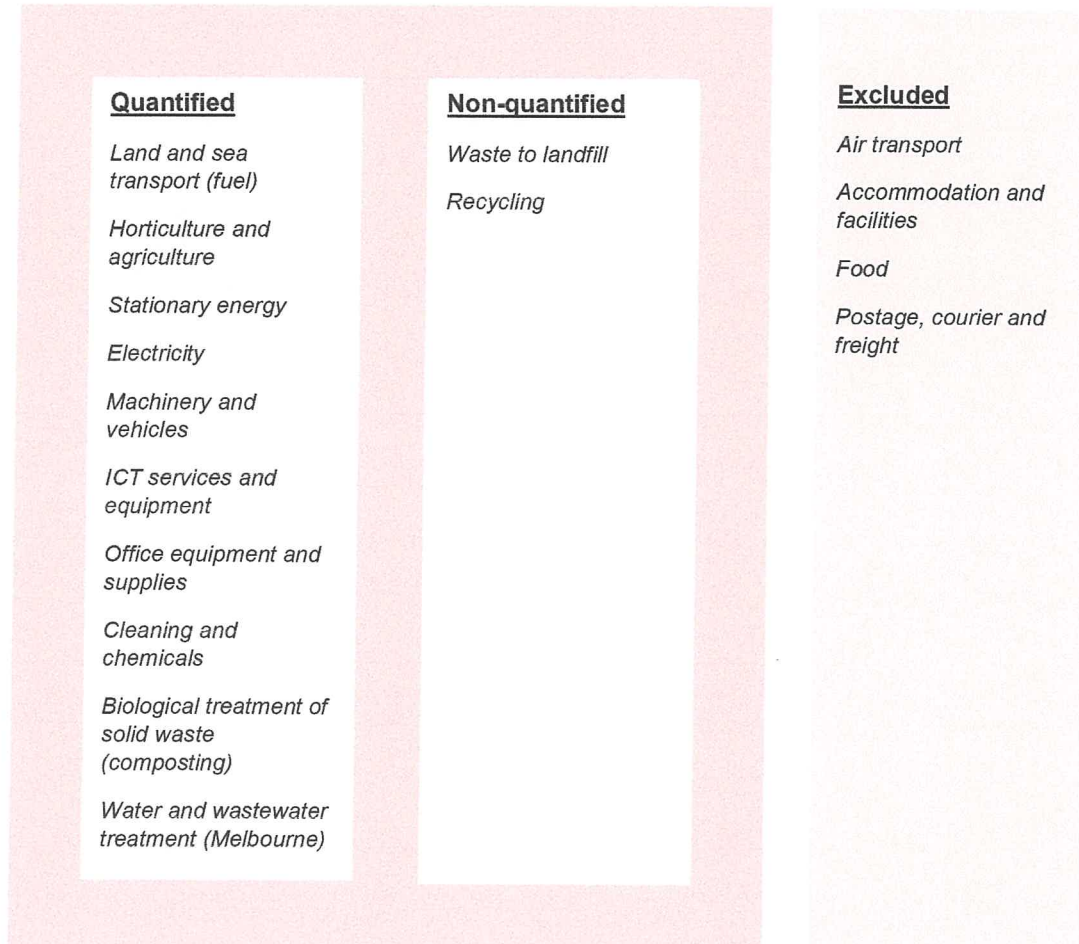 Quantified
Land and sea
transport (fuel)
Horticulture and
agriculture
Stationary energy
Electricity
Machinery and
vehicles
ICT services and
equipment
Office equipment and
supplies
Cleaning and
chemicals
Biological treatment of
solid waste
(composting)
Water and wastewater
treatment (Melbourne)
Non-quantified
Waste to landfill
Recycling
Excluded
Air transport
Accommodation and
facilities
Food
Postage, courier and
freight